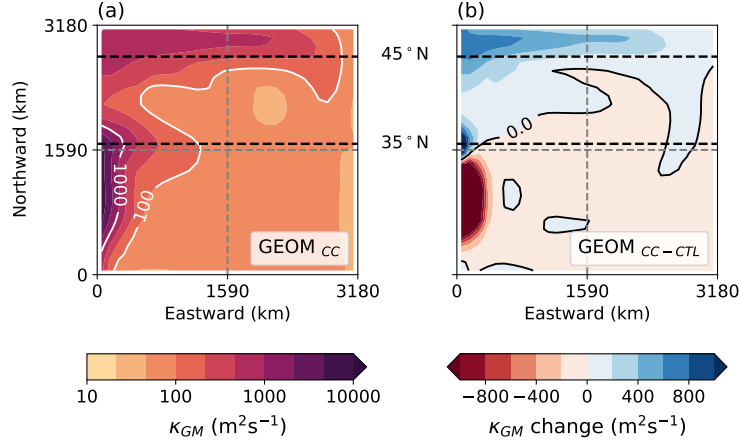 (a)
(b)
3180
1590
0
Northward (km)
1000
100
GEOM CC
0 1590 3180
Eastward (km)
45°N
35°N
0.0
GEOM CC−CTL
0 1590 3180
Eastward (km)
10 100 1000 10000
κGM (m²s⁻¹)
−800 −400 0 400 800
κGM change (m²s⁻¹)